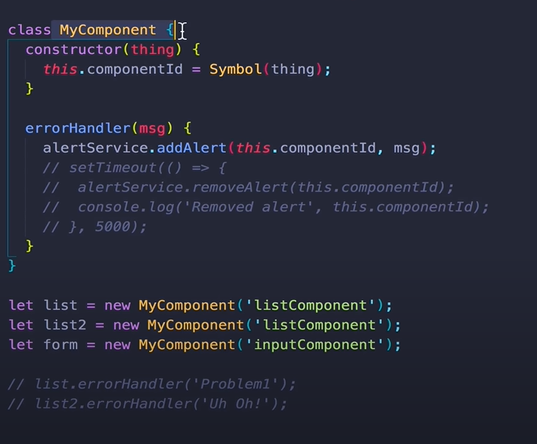 class MyComponent {
  constructor(thing) {
    this.componentId = Symbol(thing);
  }

  errorHandler(msg) {
    alertService.addAlert(this.componentId, msg);
    // setTimeout(() => {
    //  alertService.removeAlert(this.componentId);
    //  console.log('Removed alert', this.componentId);
    // }, 5000);
  }
}

let list = new MyComponent('listComponent');
let list2 = new MyComponent('listComponent');
let form = new MyComponent('inputComponent');

// list.errorHandler('Problem1');
// list2.errorHandler('Uh Oh!');